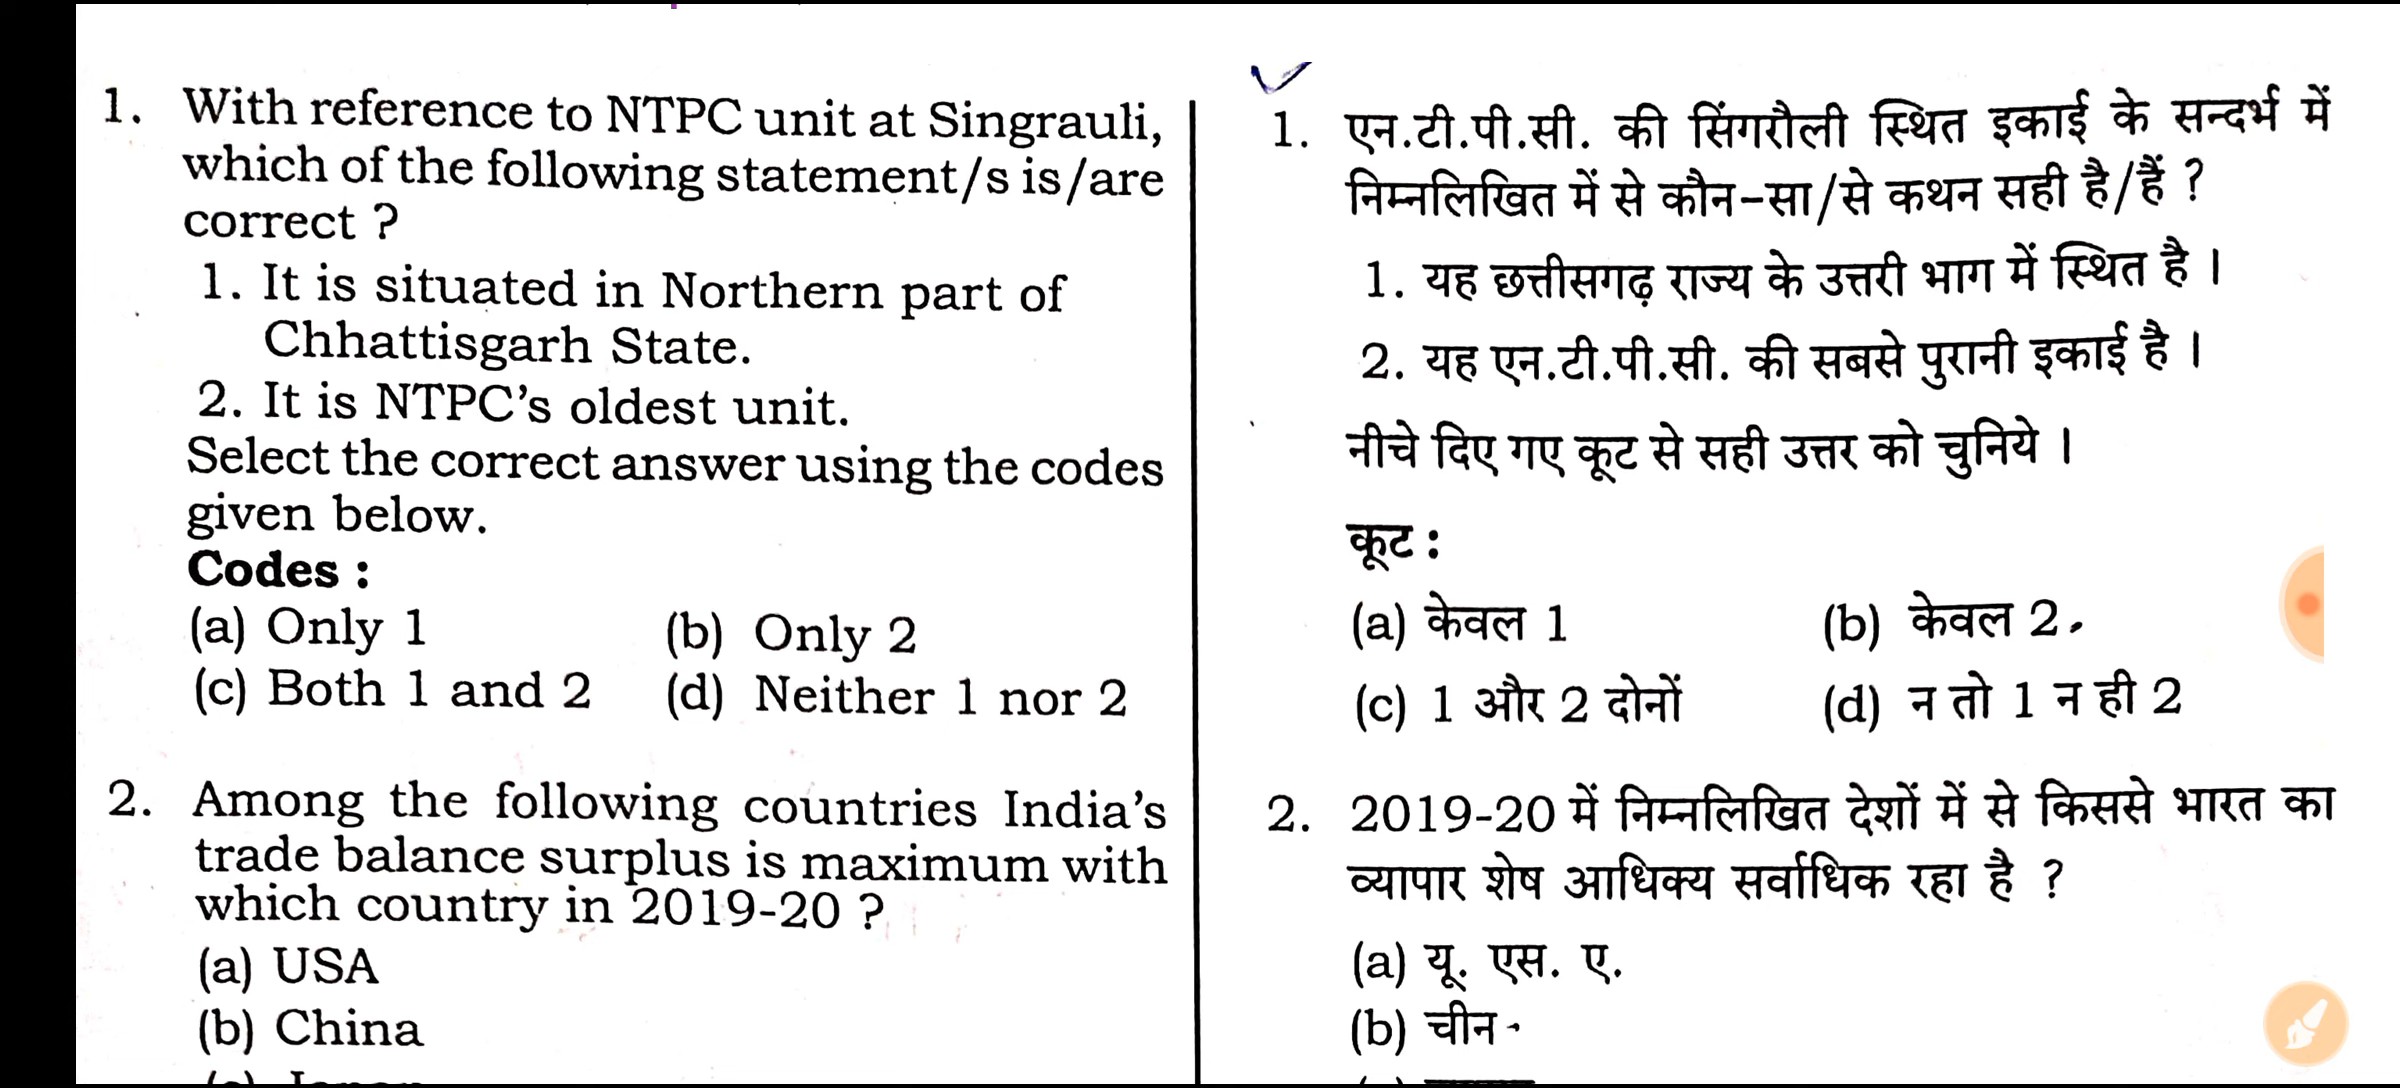 1. With reference to NTPC unit at Singrauli,
which of the following statement/s is/are
correct ?
1. It is situated in Northern part of
Chhattisgarh State.
2. It is NTPC’s oldest unit.
Select the correct answer using the codes
given below.
Codes :
(a) Only 1 (b) Only 2
(c) Both 1 and 2 (d) Neither 1 nor 2
2. Among the following countries India’s
trade balance surplus is maximum with
which country in 2019-20 ?
(a) USA
(b) China
1. एन.टी.पी.सी. की सिंगरौली स्थित इकाई के सन्दर्भ में
निम्नलिखित में से कौन-सा/से कथन सही है/हैं ?
1. यह छत्तीसगढ़ राज्य के उत्तरी भाग में स्थित है ।
2. यह एन.टी.पी.सी. की सबसे पुरानी इकाई है ।
नीचे दिए गए कूट से सही उत्तर को चुनिये ।
कूट :
(a) केवल 1 (b) केवल 2
(c) 1 और 2 दोनों (d) न तो 1 न ही 2
2. 2019-20 में निम्नलिखित देशों में से किससे भारत का
व्यापार शेष आधिक्य सर्वाधिक रहा है ?
(a) यू. एस. ए.
(b) चीन